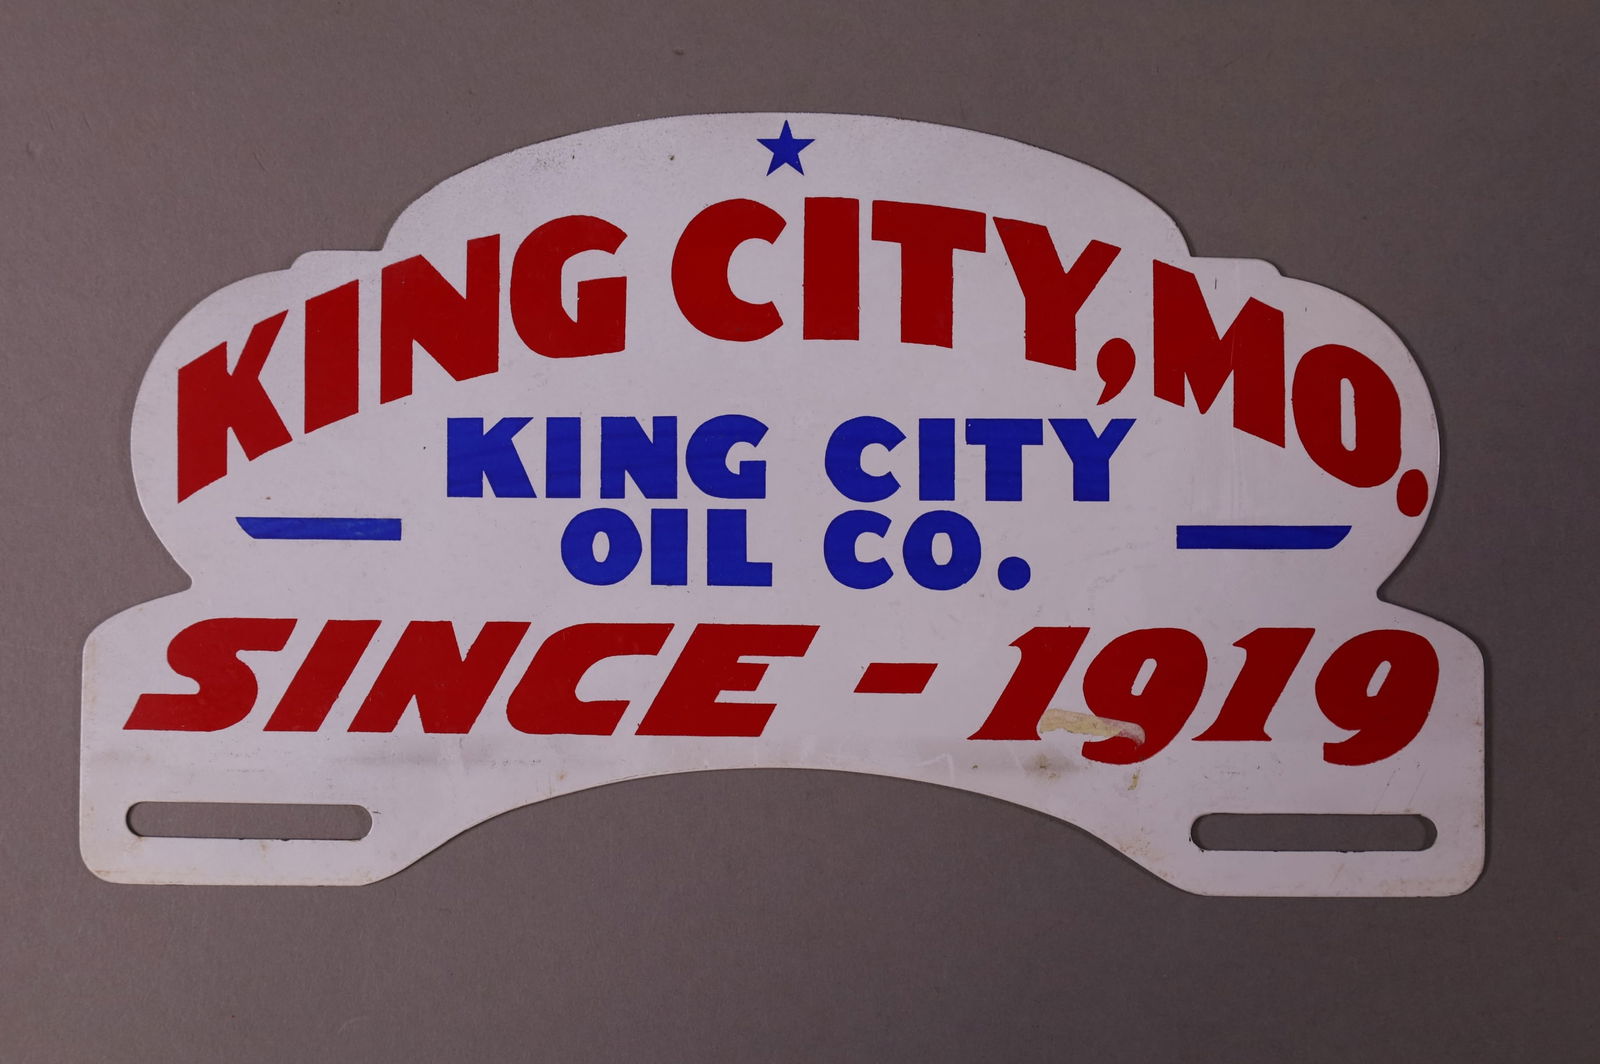 KING CITY, MO.
KING CITY
OIL CO.
SINCE - 1919